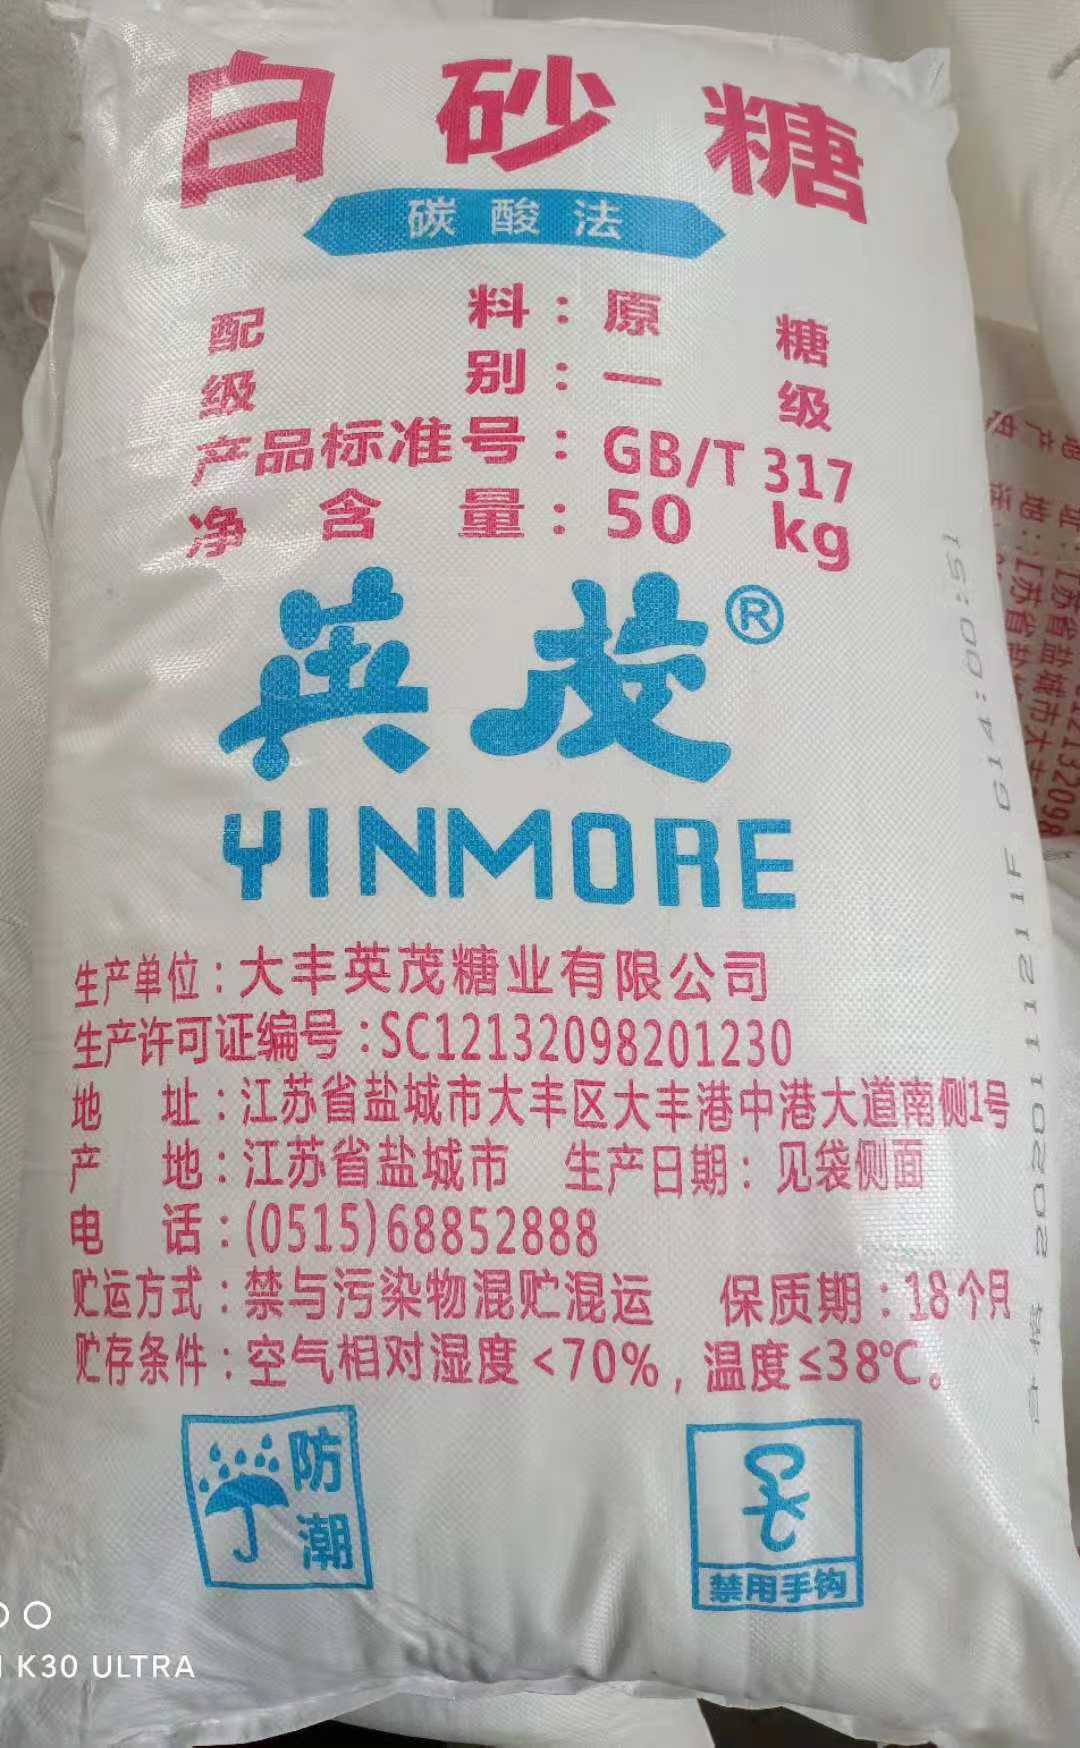 白砂糖
碳酸法
配料：原糖
级别：一级
产品标准号：GB/T 317
净含量：50 kg
英茂®
YINMORE
生产单位：大丰英茂糖业有限公司
生产许可证编号：SC12132098201230
地址：江苏省盐城市大丰区大丰港中港大道南侧1号
产地：江苏省盐城市 生产日期：见袋侧面
电话：(0515)68852888
贮运方式：禁与污染物混贮混运 保质期：18个月
贮存条件：空气相对湿度<70%，温度≤38℃。
防潮
禁用手钩
合格 20201121 1F G14:00:51
K30 ULTRA